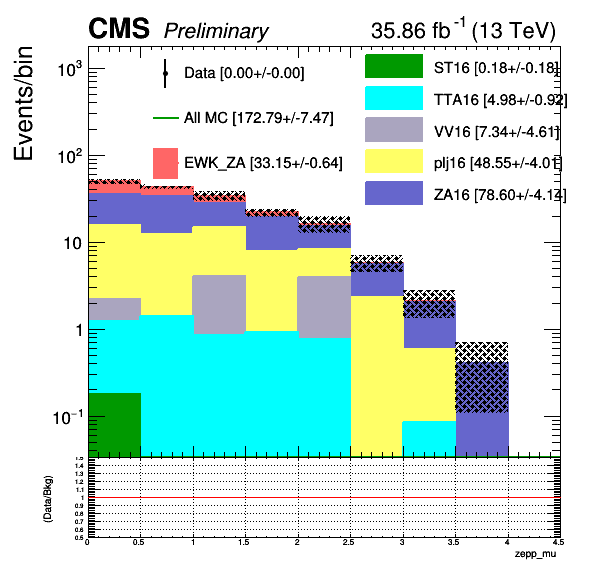 CMS Preliminary 35.86 fb⁻¹ (13 TeV)
Events/bin
10³
10²
10
1
10⁻¹
Data [0.00+/-0.00]
All MC [172.79+/-7.47]
EWK_ZA [33.15+/-0.64]
ST16 [0.18+/-0.18]
TTA16 [4.98+/-0.92]
VV16 [7.34+/-4.61]
plj16 [48.55+/-4.01]
ZA16 [78.60+/-4.14]
(Data/Bkg)
1.5
1.4
1.3
1.2
1.1
1
0.9
0.8
0.7
0.6
0.5
0 0.5 1 1.5 2 2.5 3 3.5 4 4.5
zepp_mu